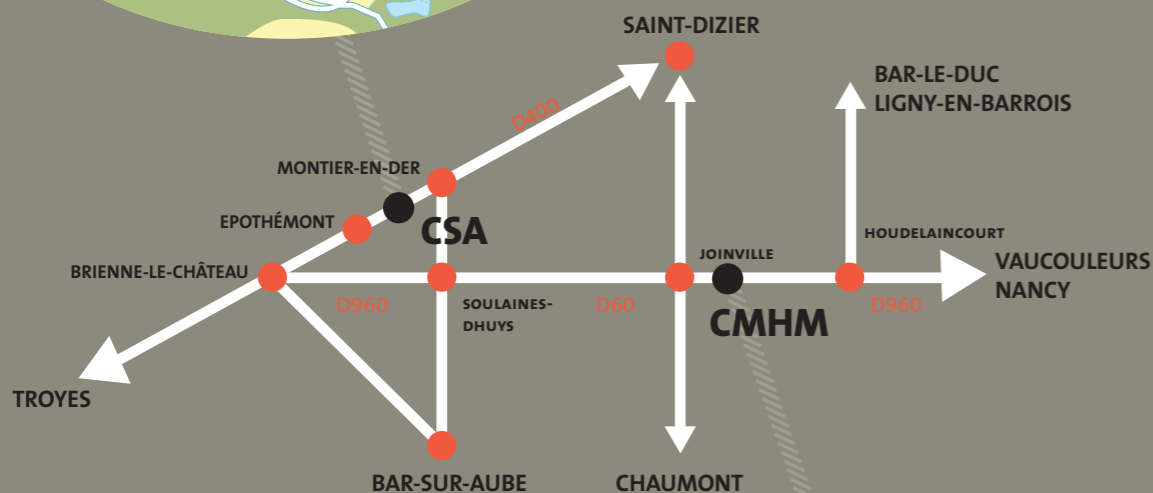 SAINT-DIZIER
BAR-LE-DUC
LIGNY-EN-BARROIS
D400
MONTIER-EN-DER
EPOTHÉMONT
CSA
HOUDELAINCOURT
JOINVILLE
BRIENNE-LE-CHÂTEAU
VAUCOULEURS
NANCY
D960
SOULAINES-
DHUYS
D60
D960
CMHM
TROYES
BAR-SUR-AUBE
CHAUMONT